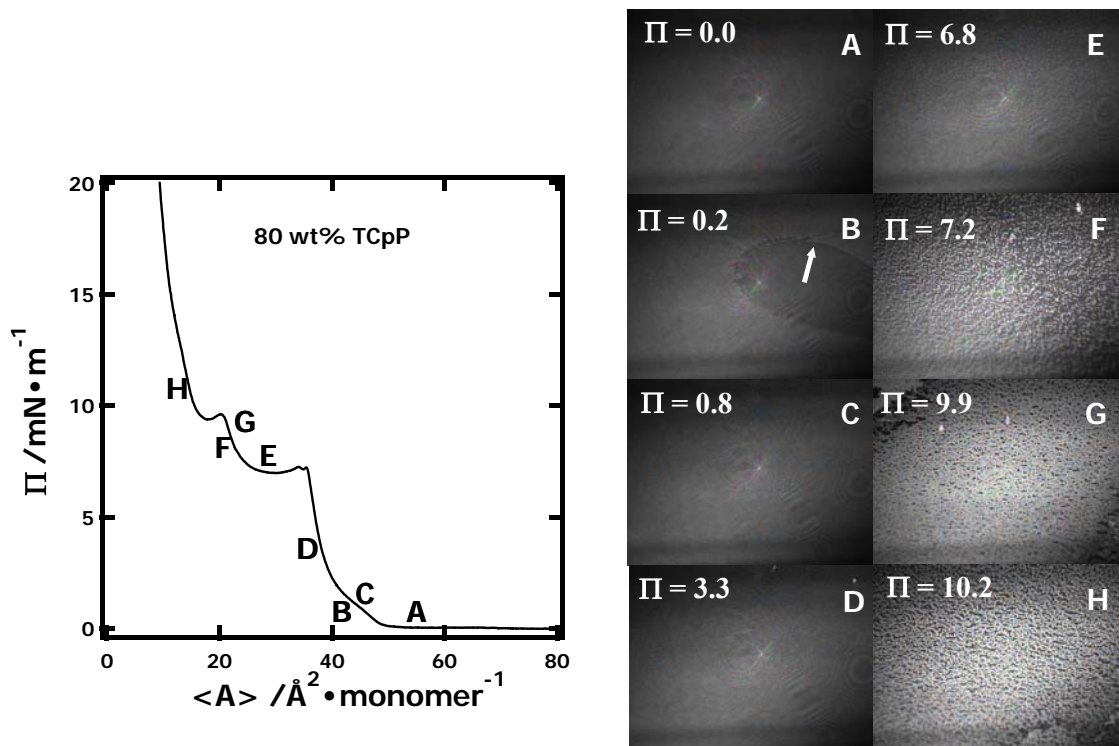 20
15
10
5
0
0
20
40
60
80
Π /mN•m⁻¹
<A> /Å²•monomer⁻¹
80 wt% TCpP
H
G
F
E
D
C
B
A
Π = 0.0 A
Π = 6.8 E
Π = 0.2 B
Π = 7.2 F
Π = 0.8 C
Π = 9.9 G
Π = 3.3 D
Π = 10.2 H